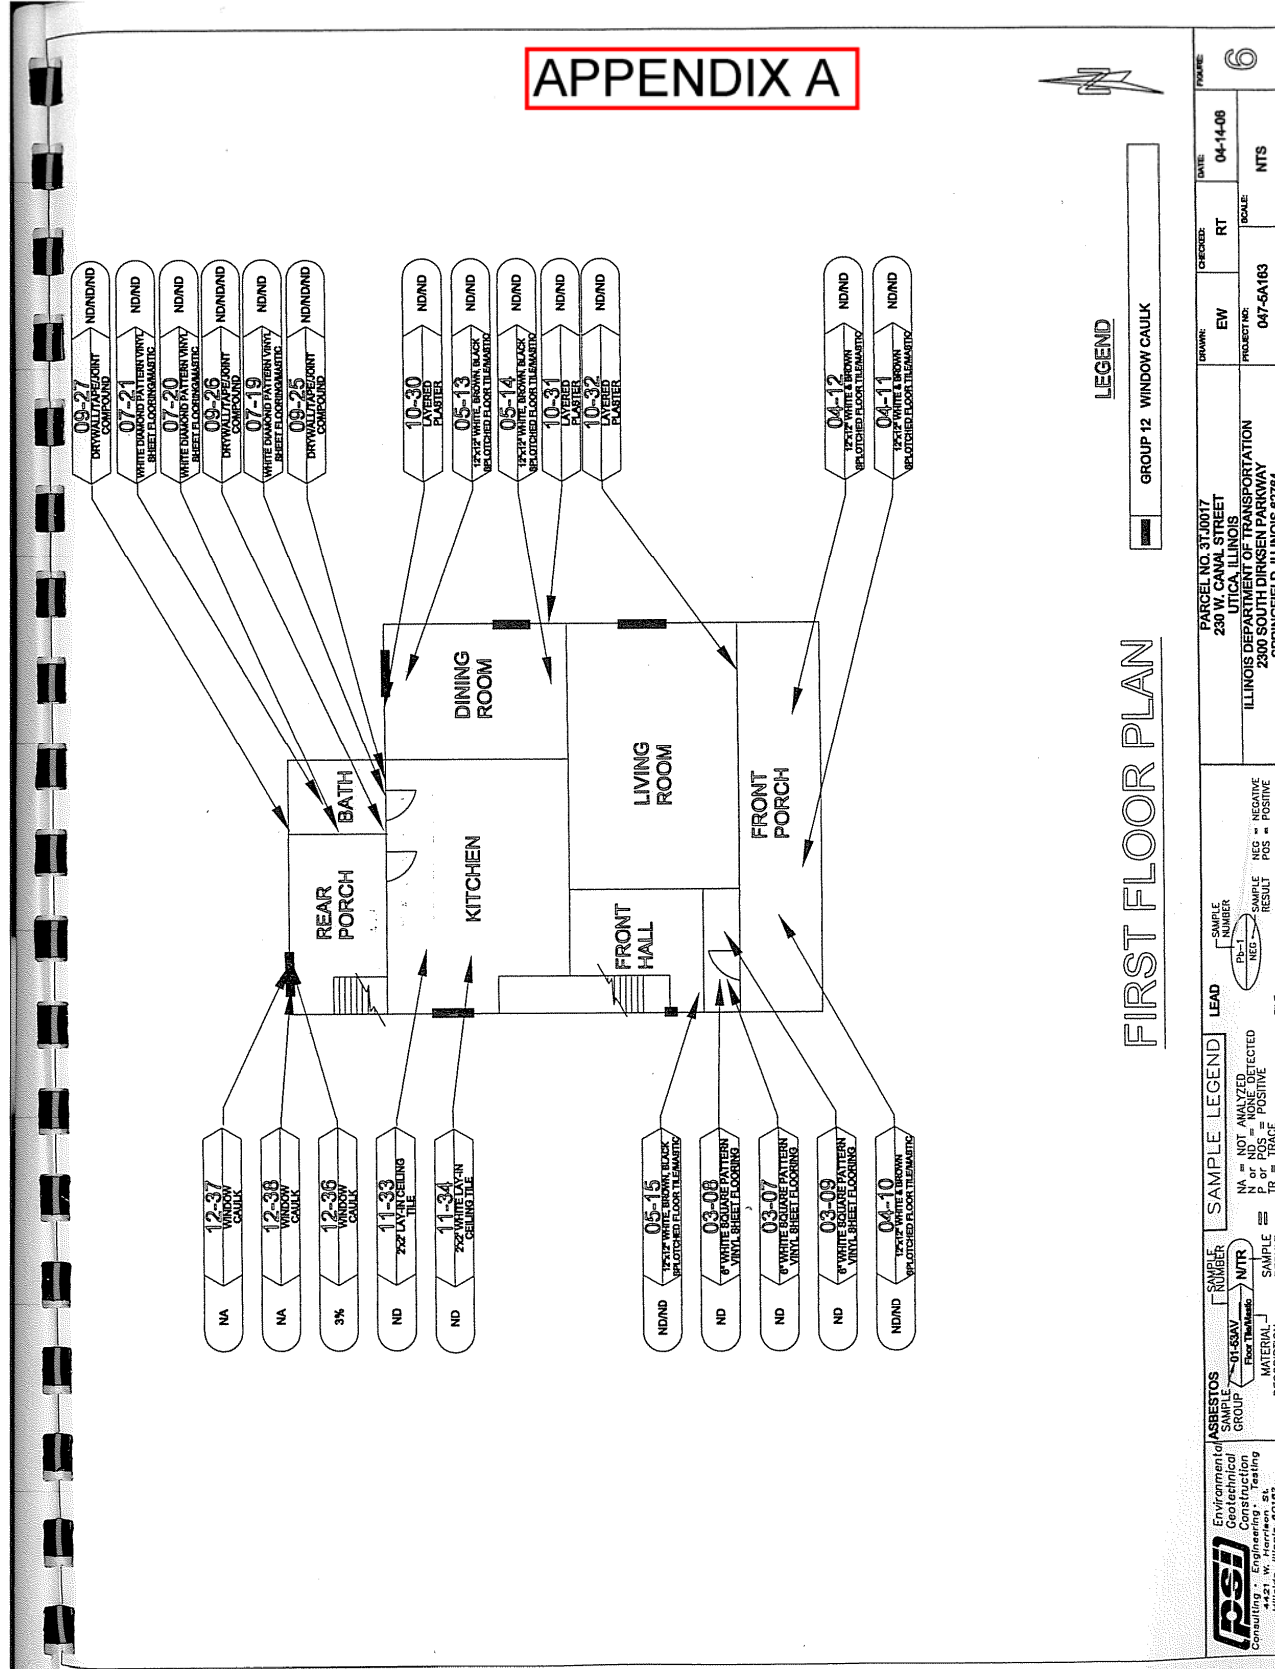 APPENDIX A
09-27
DRYWALL/TAPE/JOINT
COMPOUND
ND/ND/ND
07-21
WHITE DIAMOND PATTERN VINYL
SHEET FLOORING/MASTIC
ND/ND
07-20
WHITE DIAMOND PATTERN VINYL
SHEET FLOORING/MASTIC
ND/ND
09-26
DRYWALL/TAPE/JOINT
COMPOUND
ND/ND/ND
07-19
WHITE DIAMOND PATTERN VINYL
SHEET FLOORING/MASTIC
ND/ND
09-25
DRYWALL/TAPE/JOINT
COMPOUND
ND/ND/ND
10-30
LAYERED
PLASTER
ND/ND
05-13
12"x12" WHITE, BROWN, BLACK
SPLOTCHED FLOOR TILE/MASTIC
ND/ND
05-14
12"x12" WHITE, BROWN, BLACK
SPLOTCHED FLOOR TILE/MASTIC
ND/ND
10-31
LAYERED
PLASTER
ND/ND
10-32
LAYERED
PLASTER
ND/ND
04-12
12"x12" WHITE & BROWN
SPLOTCHED FLOOR TILE/MASTIC
ND/ND
04-11
12"x12" WHITE & BROWN
SPLOTCHED FLOOR TILE/MASTIC
ND/ND
REAR
PORCH
BATH
KITCHEN
DINING
ROOM
LIVING
ROOM
FRONT
HALL
FRONT
PORCH
NA
12-37
WINDOW
CAULK
NA
12-38
WINDOW
CAULK
3%
12-36
WINDOW
CAULK
ND
11-33
2'x2' LAY-IN CEILING
TILE
ND
11-34
2'x2' WHITE LAY-IN
CEILING TILE
ND/ND
05-15
12"x12" WHITE, BROWN, BLACK
SPLOTCHED FLOOR TILE/MASTIC
ND
03-08
6" WHITE SQUARE PATTERN
VINYL SHEET FLOORING
ND
03-07
6" WHITE SQUARE PATTERN
VINYL SHEET FLOORING
ND
03-09
6" WHITE SQUARE PATTERN
VINYL SHEET FLOORING
ND/ND
04-10
12"x12" WHITE & BROWN
SPLOTCHED FLOOR TILE/MASTIC
N
LEGEND
GROUP 12 WINDOW CAULK
FIRST FLOOR PLAN
psi
Environmental
Geotechnical
Construction
Consulting • Engineering • Testing
4421 W. Harrison St.
ASBESTOS
SAMPLE
GROUP
SAMPLE
NUMBER
01-53AV
Floor Tile/Mastic
N/TR
MATERIAL
SAMPLE
SAMPLE LEGEND
NA = NOT ANALYZED
N or ND = NONE DETECTED
P or POS = POSITIVE
TR = TRACE
LEAD
SAMPLE
NUMBER
Pb-1
NEG
SAMPLE
RESULT
NEG = NEGATIVE
POS = POSITIVE
PARCEL NO. 3TJ0017
230 W. CANAL STREET
UTICA, ILLINOIS
ILLINOIS DEPARTMENT OF TRANSPORTATION
2300 SOUTH DIRKSEN PARKWAY
SPRINGFIELD, ILLINOIS 62764
DRAWN:
EW
CHECKED:
RT
DATE:
04-14-08
FIGURE:
6
PROJECT NO:
047-5A163
SCALE:
NTS